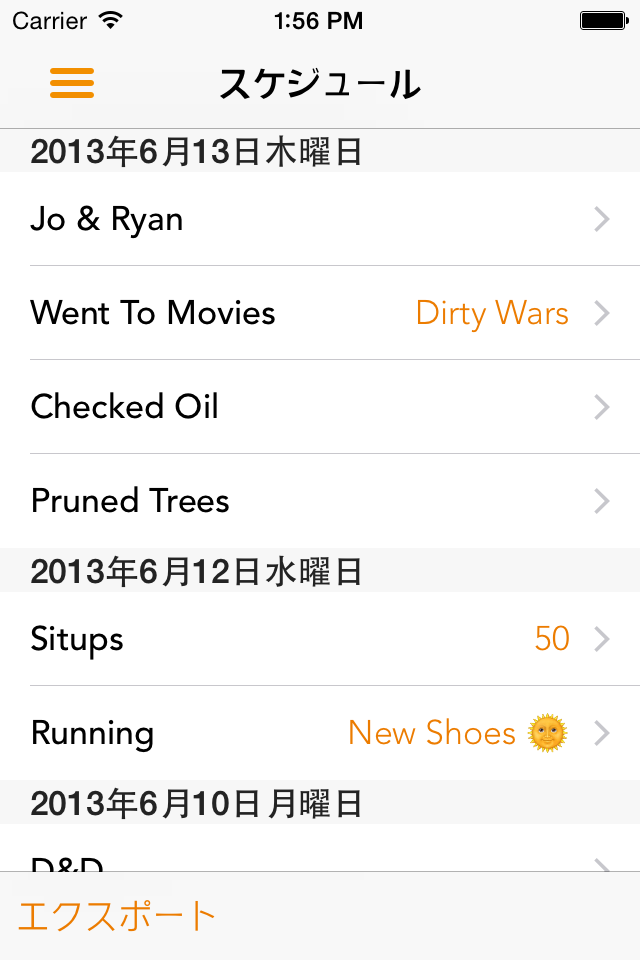 Carrier 1:56 PM
スケジュール
2013年6月13日木曜日
Jo & Ryan
Went To Movies Dirty Wars
Checked Oil
Pruned Trees
2013年6月12日水曜日
Situps 50
Running New Shoes 🌞
2013年6月10日月曜日
D&D
エクスポート